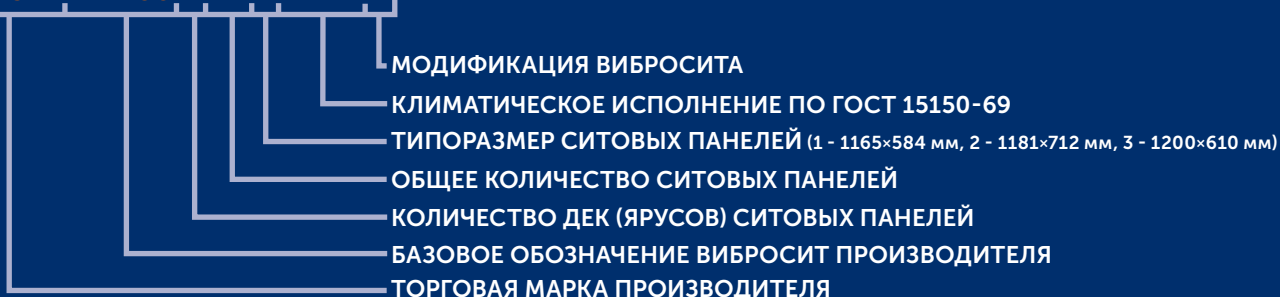 МОДИФИКАЦИЯ ВИБРОСИТА
КЛИМАТИЧЕСКОЕ ИСПОЛНЕНИЕ ПО ГОСТ 15150-69
ТИПОРАЗМЕР СИТОВЫХ ПАНЕЛЕЙ (1 - 1165×584 мм, 2 - 1181×712 мм, 3 - 1200×610 мм)
ОБЩЕЕ КОЛИЧЕСТВО СИТОВЫХ ПАНЕЛЕЙ
КОЛИЧЕСТВО ДЕК (ЯРУСОВ) СИТОВЫХ ПАНЕЛЕЙ
БАЗОВОЕ ОБОЗНАЧЕНИЕ ВИБРОСИТ ПРОИЗВОДИТЕЛЯ
ТОРГОВАЯ МАРКА ПРОИЗВОДИТЕЛЯ